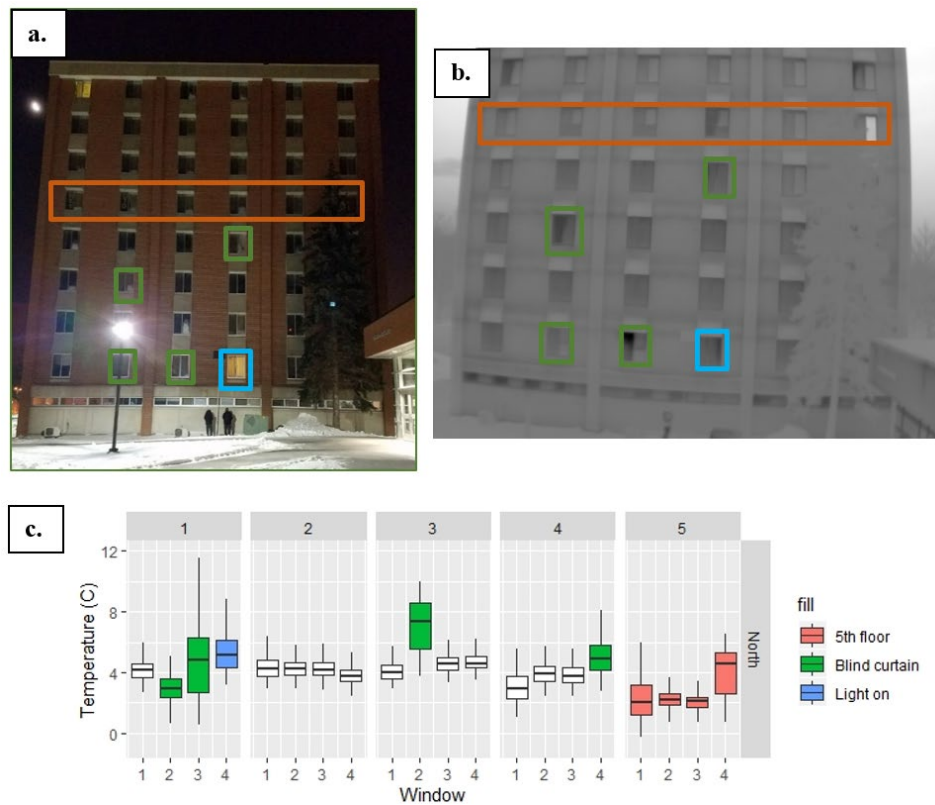 a.
b.
c.
1 2 3 4 5
12
8
4
0
Temperature (C)
North
1 2 3 4 1 2 3 4 1 2 3 4 1 2 3 4 1 2 3 4
Window
fill
5th floor
Blind curtain
Light on